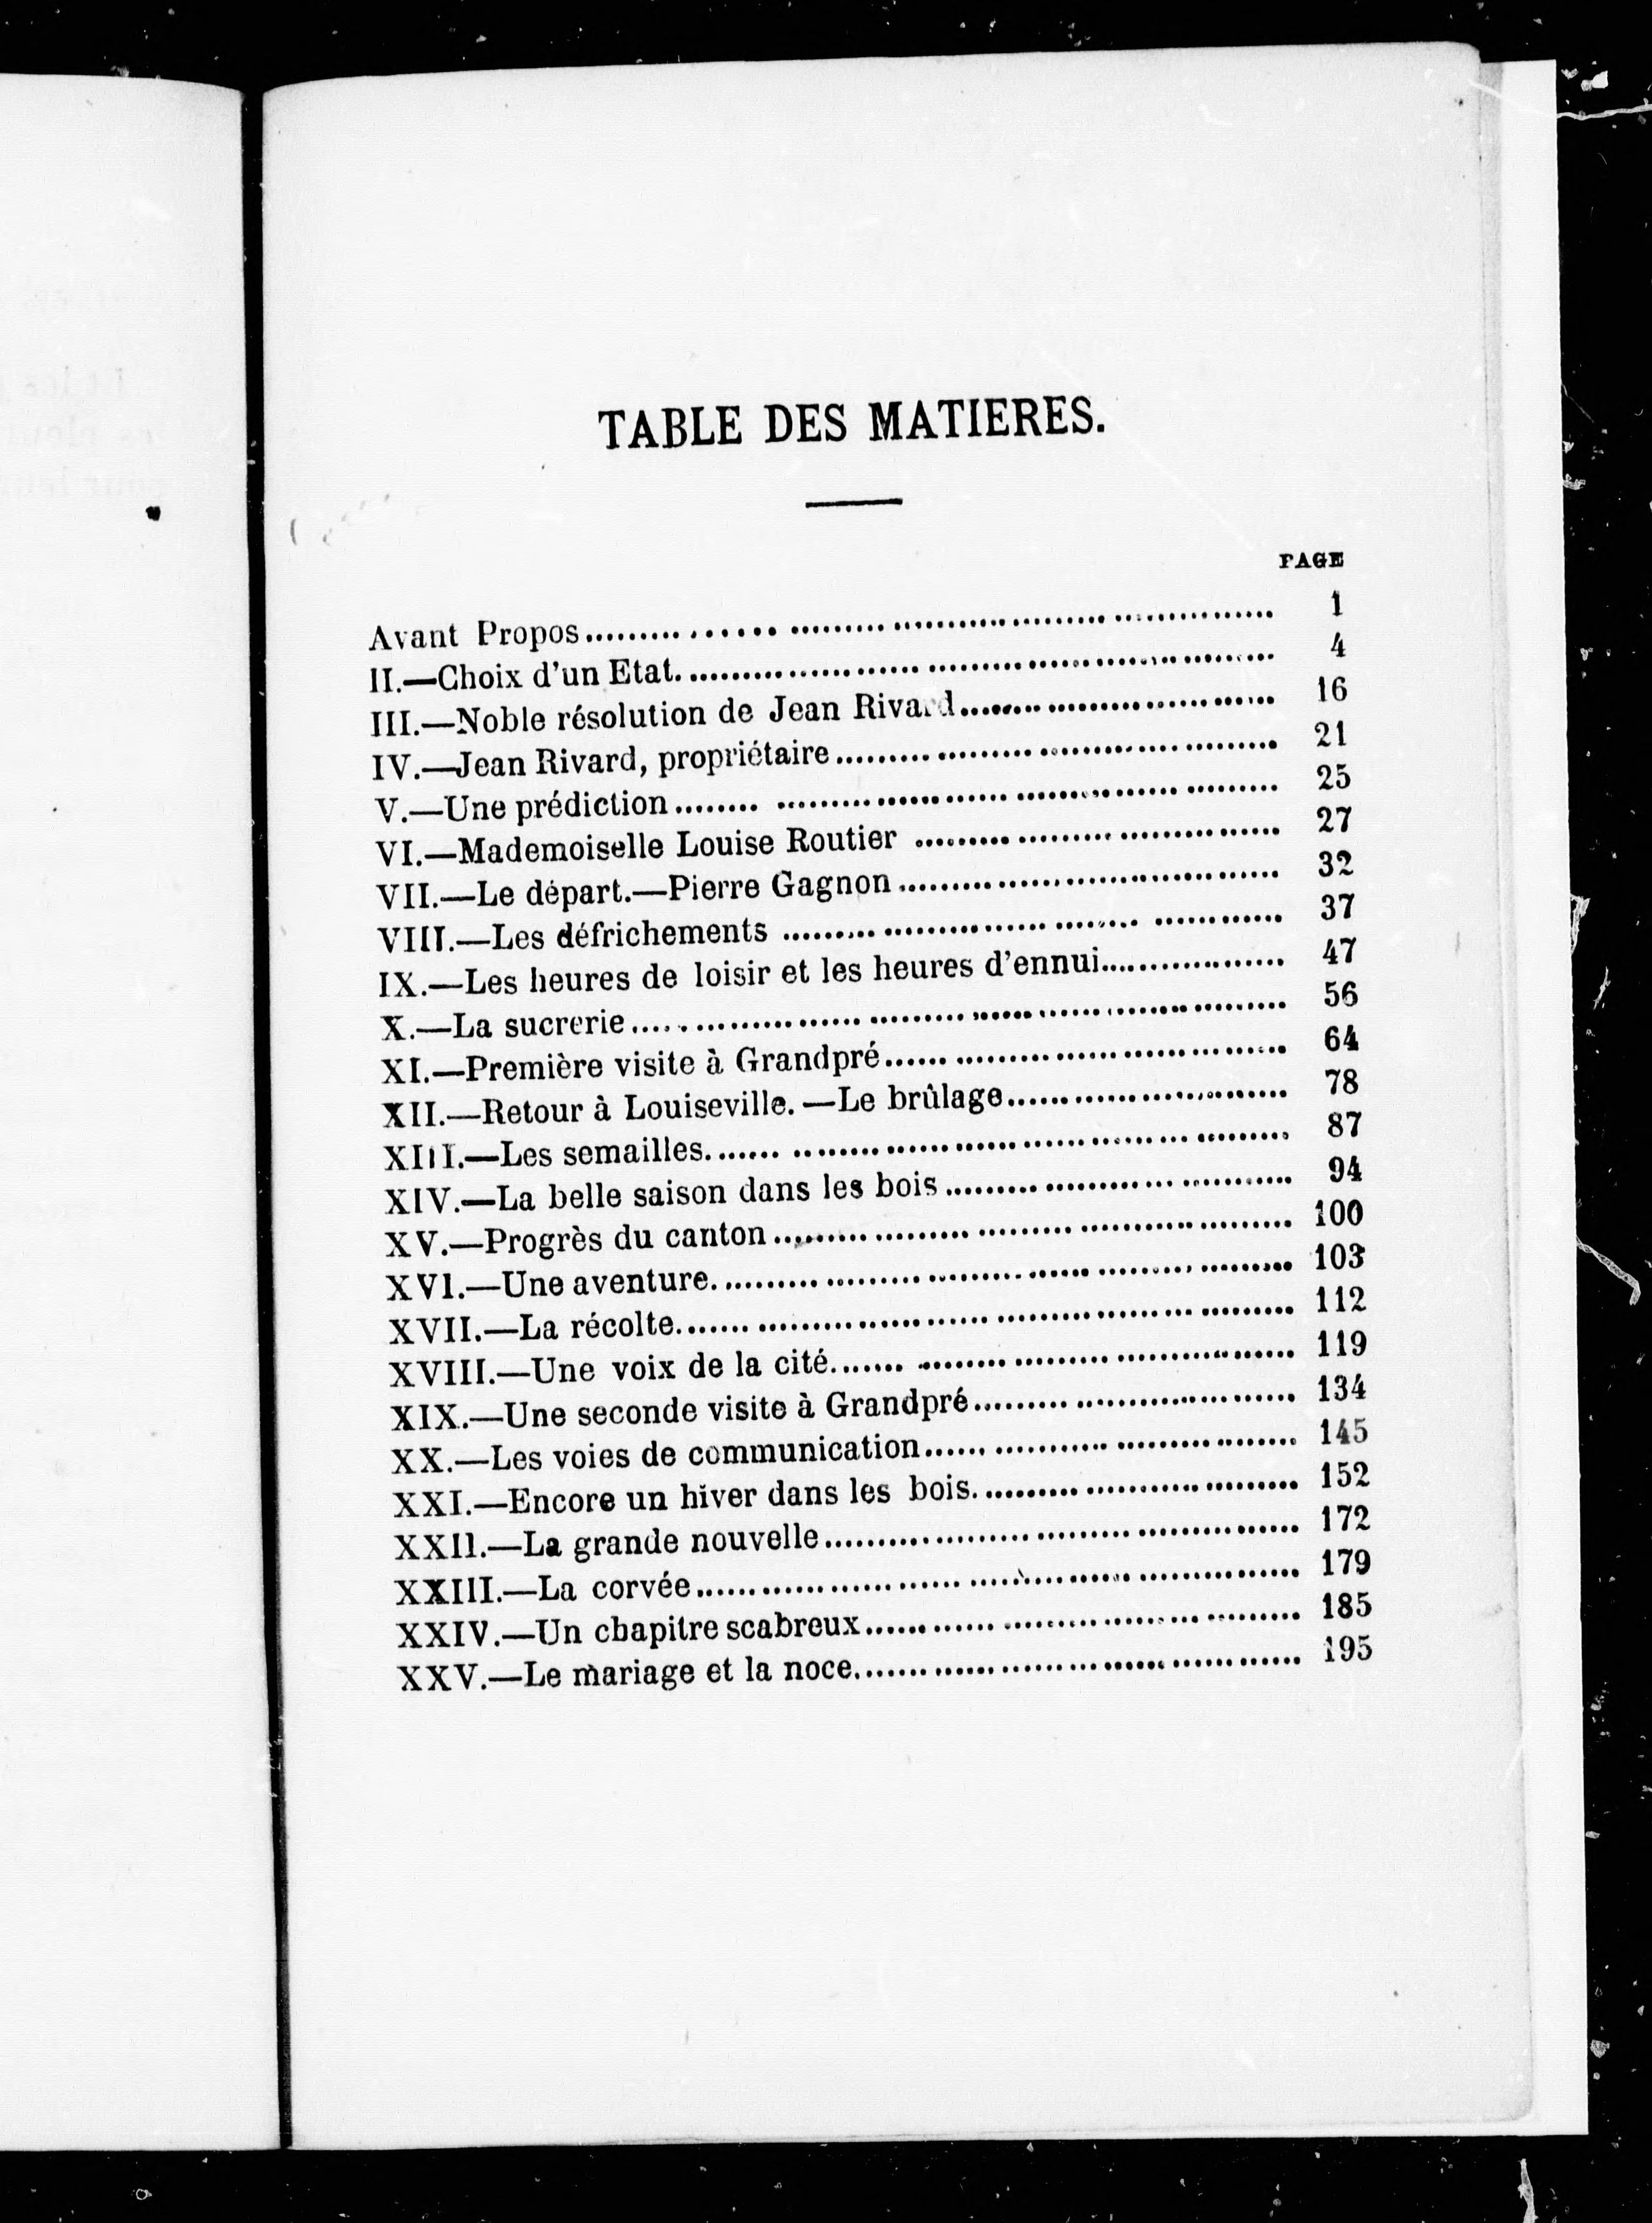 TABLE DES MATIERES.
PAGE
Avant Propos........................................................ 1
II.—Choix d'un Etat........................................................ 4
III.—Noble résolution de Jean Rivard................................ 16
IV.—Jean Rivard, propriétaire........................................ 21
V.—Une prédiction........................................................ 25
VI.—Mademoiselle Louise Routier ................................ 27
VII.—Le départ.—Pierre Gagnon.................................... 32
VIII.—Les défrichements ............................................ 37
IX.—Les heures de loisir et les heures d'ennui.................. 47
X.—La sucrerie............................................................ 56
XI.—Première visite à Grandpré.................................... 64
XII.—Retour à Louiseville.—Le brûlage........................ 78
XIII.—Les semailles.................................................... 87
XIV.—La belle saison dans les bois................................ 94
XV.—Progrès du canton................................................ 100
XVI.—Une aventure.................................................... 103
XVII.—La récolte........................................................ 112
XVIII.—Une voix de la cité............................................ 119
XIX.—Une seconde visite à Grandpré............................ 134
XX.—Les voies de communication................................ 145
XXI.—Encore un hiver dans les bois.............................. 152
XXII.—La grande nouvelle............................................ 172
XXIII.—La corvée........................................................ 179
XXIV.—Un chapitre scabreux........................................ 185
XXV.—Le mariage et la noce........................................ 195